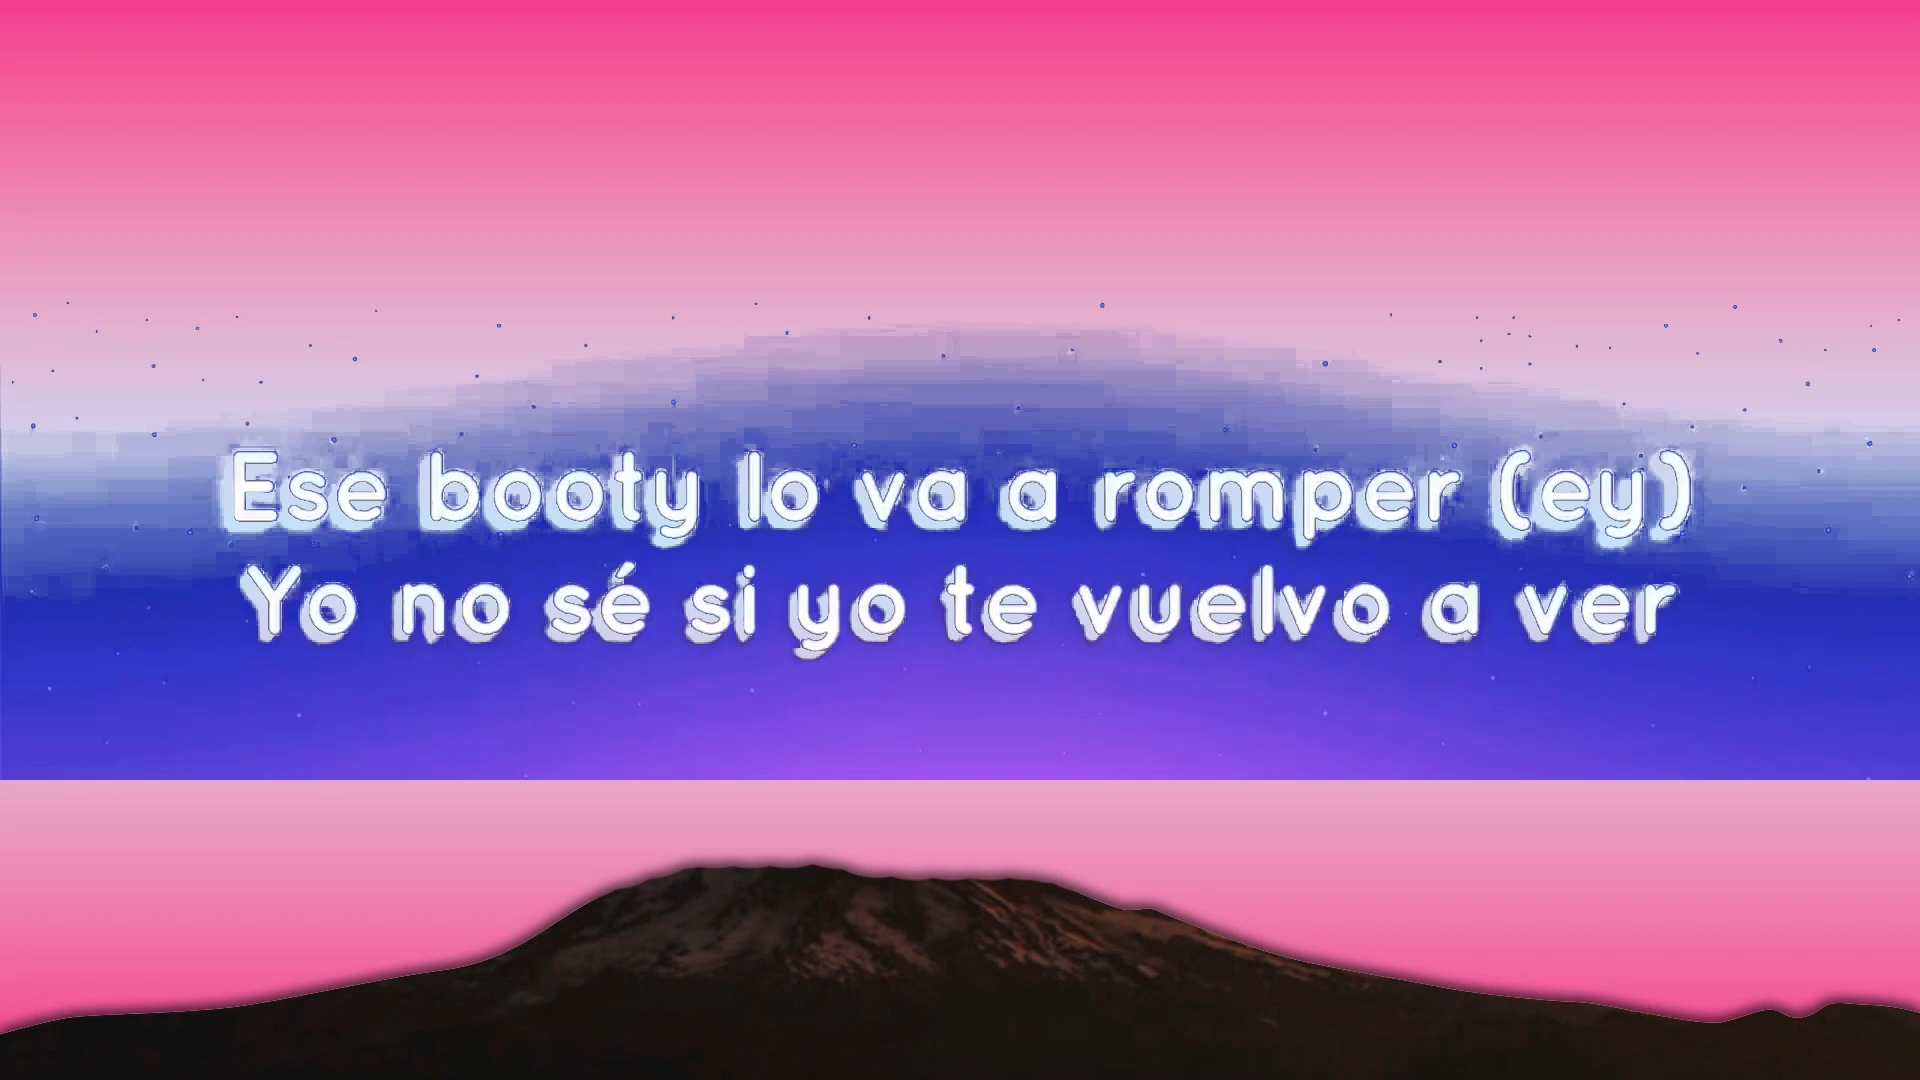 Ese booty lo va a romper (ey)
Yo no sé si yo te vuelvo a ver